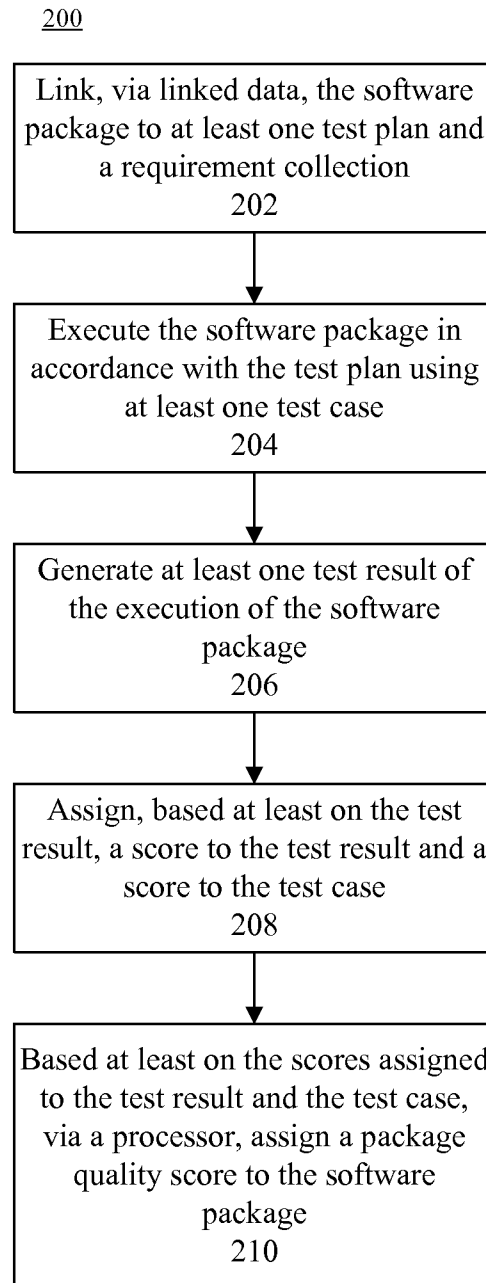 200
Link, via linked data, the software
package to at least one test plan and
a requirement collection
202
Execute the software package in
accordance with the test plan using
at least one test case
204
Generate at least one test result of
the execution of the software
package
206
Assign, based at least on the test
result, a score to the test result and a
score to the test case
208
Based at least on the scores assigned
to the test result and the test case,
via a processor, assign a package
quality score to the software
package
210